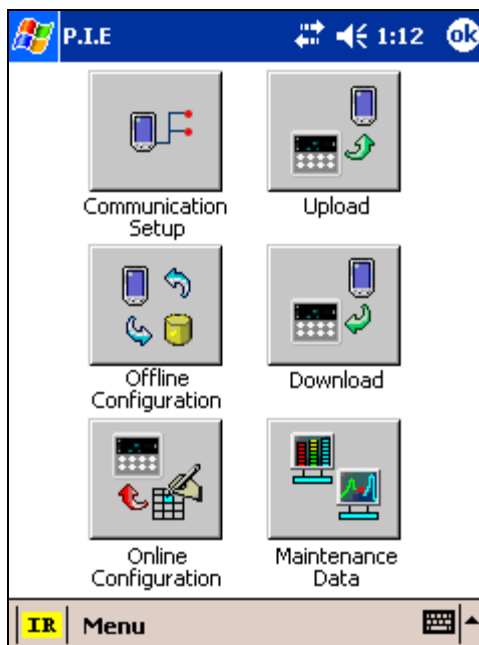 P.I.E 1:12 ok
Communication Setup
Upload
Offline Configuration
Download
Online Configuration
Maintenance Data
IR Menu